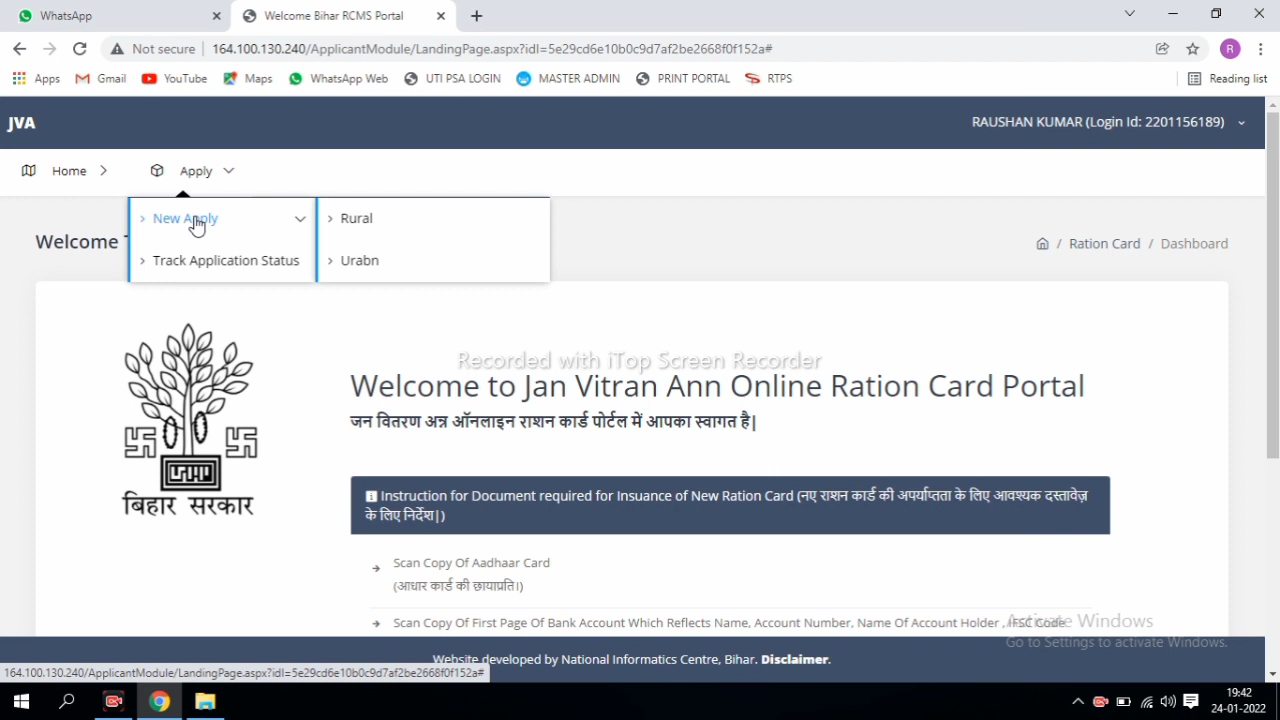 WhatsApp
Welcome Bihar RCMS Portal
Not secure
164.100.130.240/ApplicantModule/LandingPage.aspx?idl=5e29cd6e10b0c9d7af2be2668f0f152a#
R
Apps
Gmail
YouTube
Maps
WhatsApp Web
UTI PSA LOGIN
MASTER ADMIN
PRINT PORTAL
RTPS
Reading list
JVA
RAUSHAN KUMAR (Login Id: 2201156189)
Home
Apply
New Apply
Rural
Welcome
Track Application Status
Urabn
/ Ration Card / Dashboard
Recorded with iTop Screen Recorder
Welcome to Jan Vitran Ann Online Ration Card Portal
जन वितरण अन्न ऑनलाइन राशन कार्ड पोर्टल में आपका स्वागत है|
बिहार सरकार
Instruction for Document required for Insuance of New Ration Card (नए राशन कार्ड की अपर्याप्तता के लिए आवश्यक दस्तावेज़
के लिए निर्देश|)
Scan Copy Of Aadhaar Card
(आधार कार्ड की छायाप्रति।)
Scan Copy Of First Page Of Bank Account Which Reflects Name, Account Number, Name Of Account Holder , IFSC Code
Activate Windows
Go to Settings to activate Windows.
Website developed by National Informatics Centre, Bihar. Disclaimer.
164.100.130.240/ApplicantModule/LandingPage.aspx?idl=5e29cd6e10b0c9d7af2be2668f0f152a#
19:42
24-01-2022